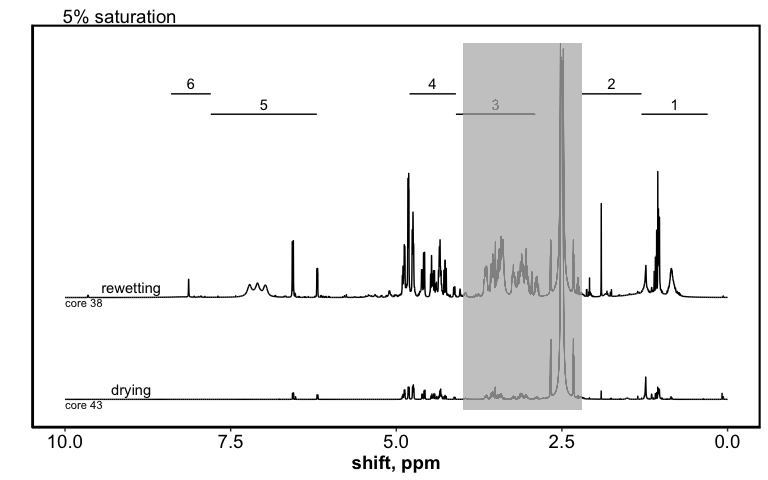 5% saturation
6
4
2
5
3
1
rewetting
core 38
drying
core 43
10.0 7.5 5.0 2.5 0.0
shift, ppm